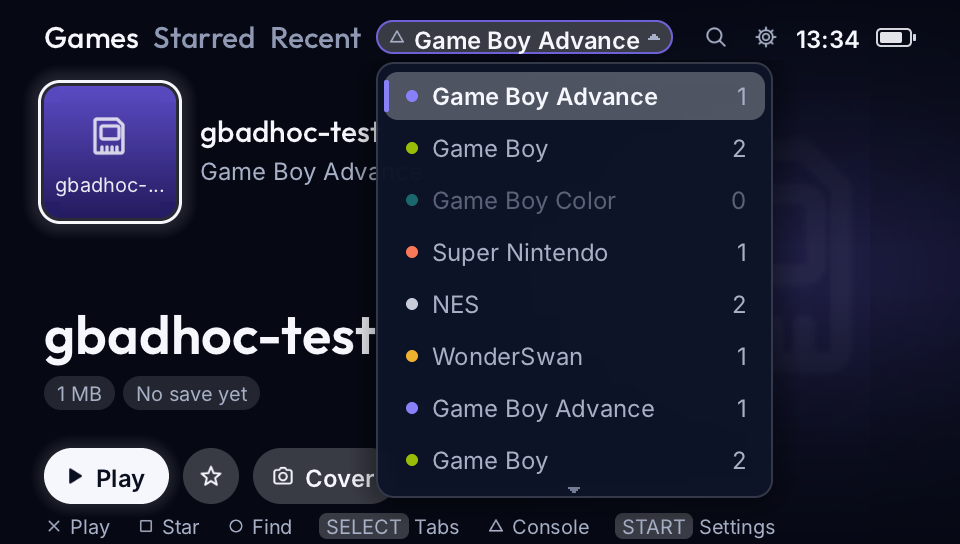 Games Starred Recent Game Boy Advance 13:34
Game Boy Advance 1
gbadhoc-test
Game Boy 2
Game Boy Adva
gbadhoc-...
Game Boy Color 0
Super Nintendo 1
NES 2
gbadhoc-test
WonderSwan 1
1 MB No save yet
Game Boy Advance 1
Game Boy 2
Play Cover
Play Star Find SELECT Tabs Console START Settings